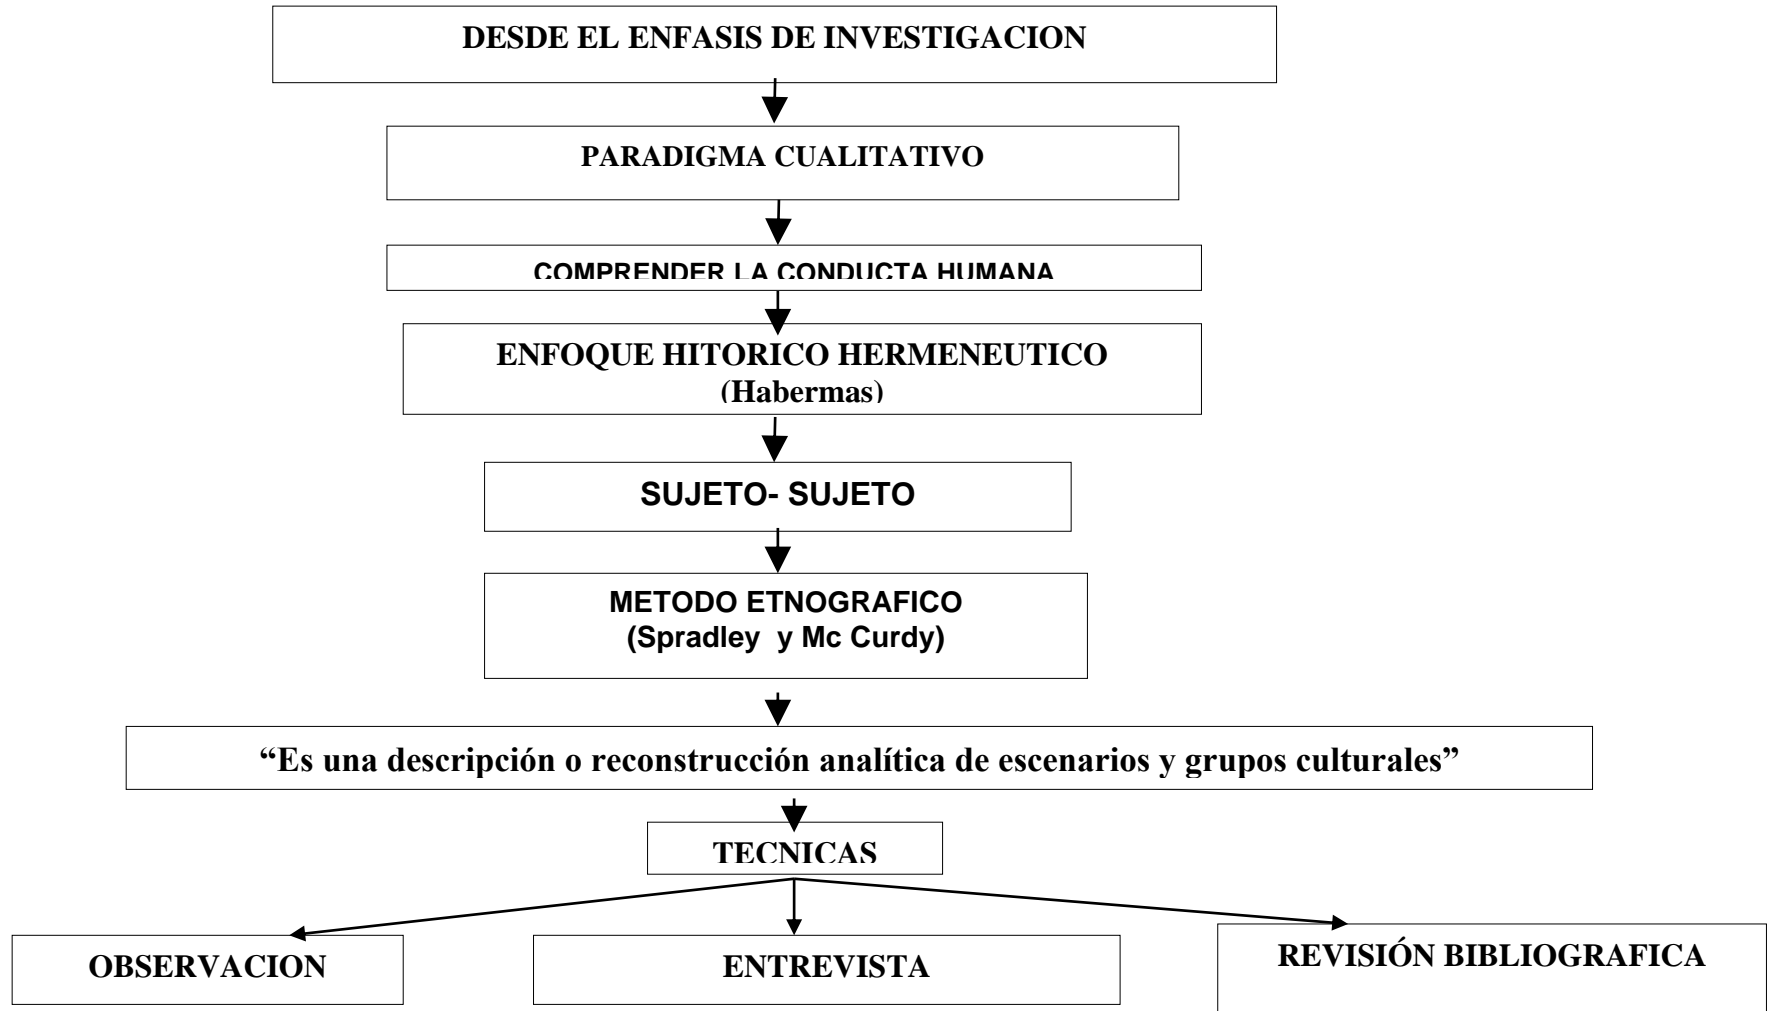 DESDE EL ENFASIS DE INVESTIGACION
PARADIGMA CUALITATIVO
COMPRENDER LA CONDUCTA HUMANA
ENFOQUE HITORICO HERMENEUTICO
(Habermas)
SUJETO- SUJETO
METODO ETNOGRAFICO
(Spradley y Mc Curdy)
“Es una descripción o reconstrucción analítica de escenarios y grupos culturales”
TECNICAS
OBSERVACION
ENTREVISTA
REVISIÓN BIBLIOGRAFICA